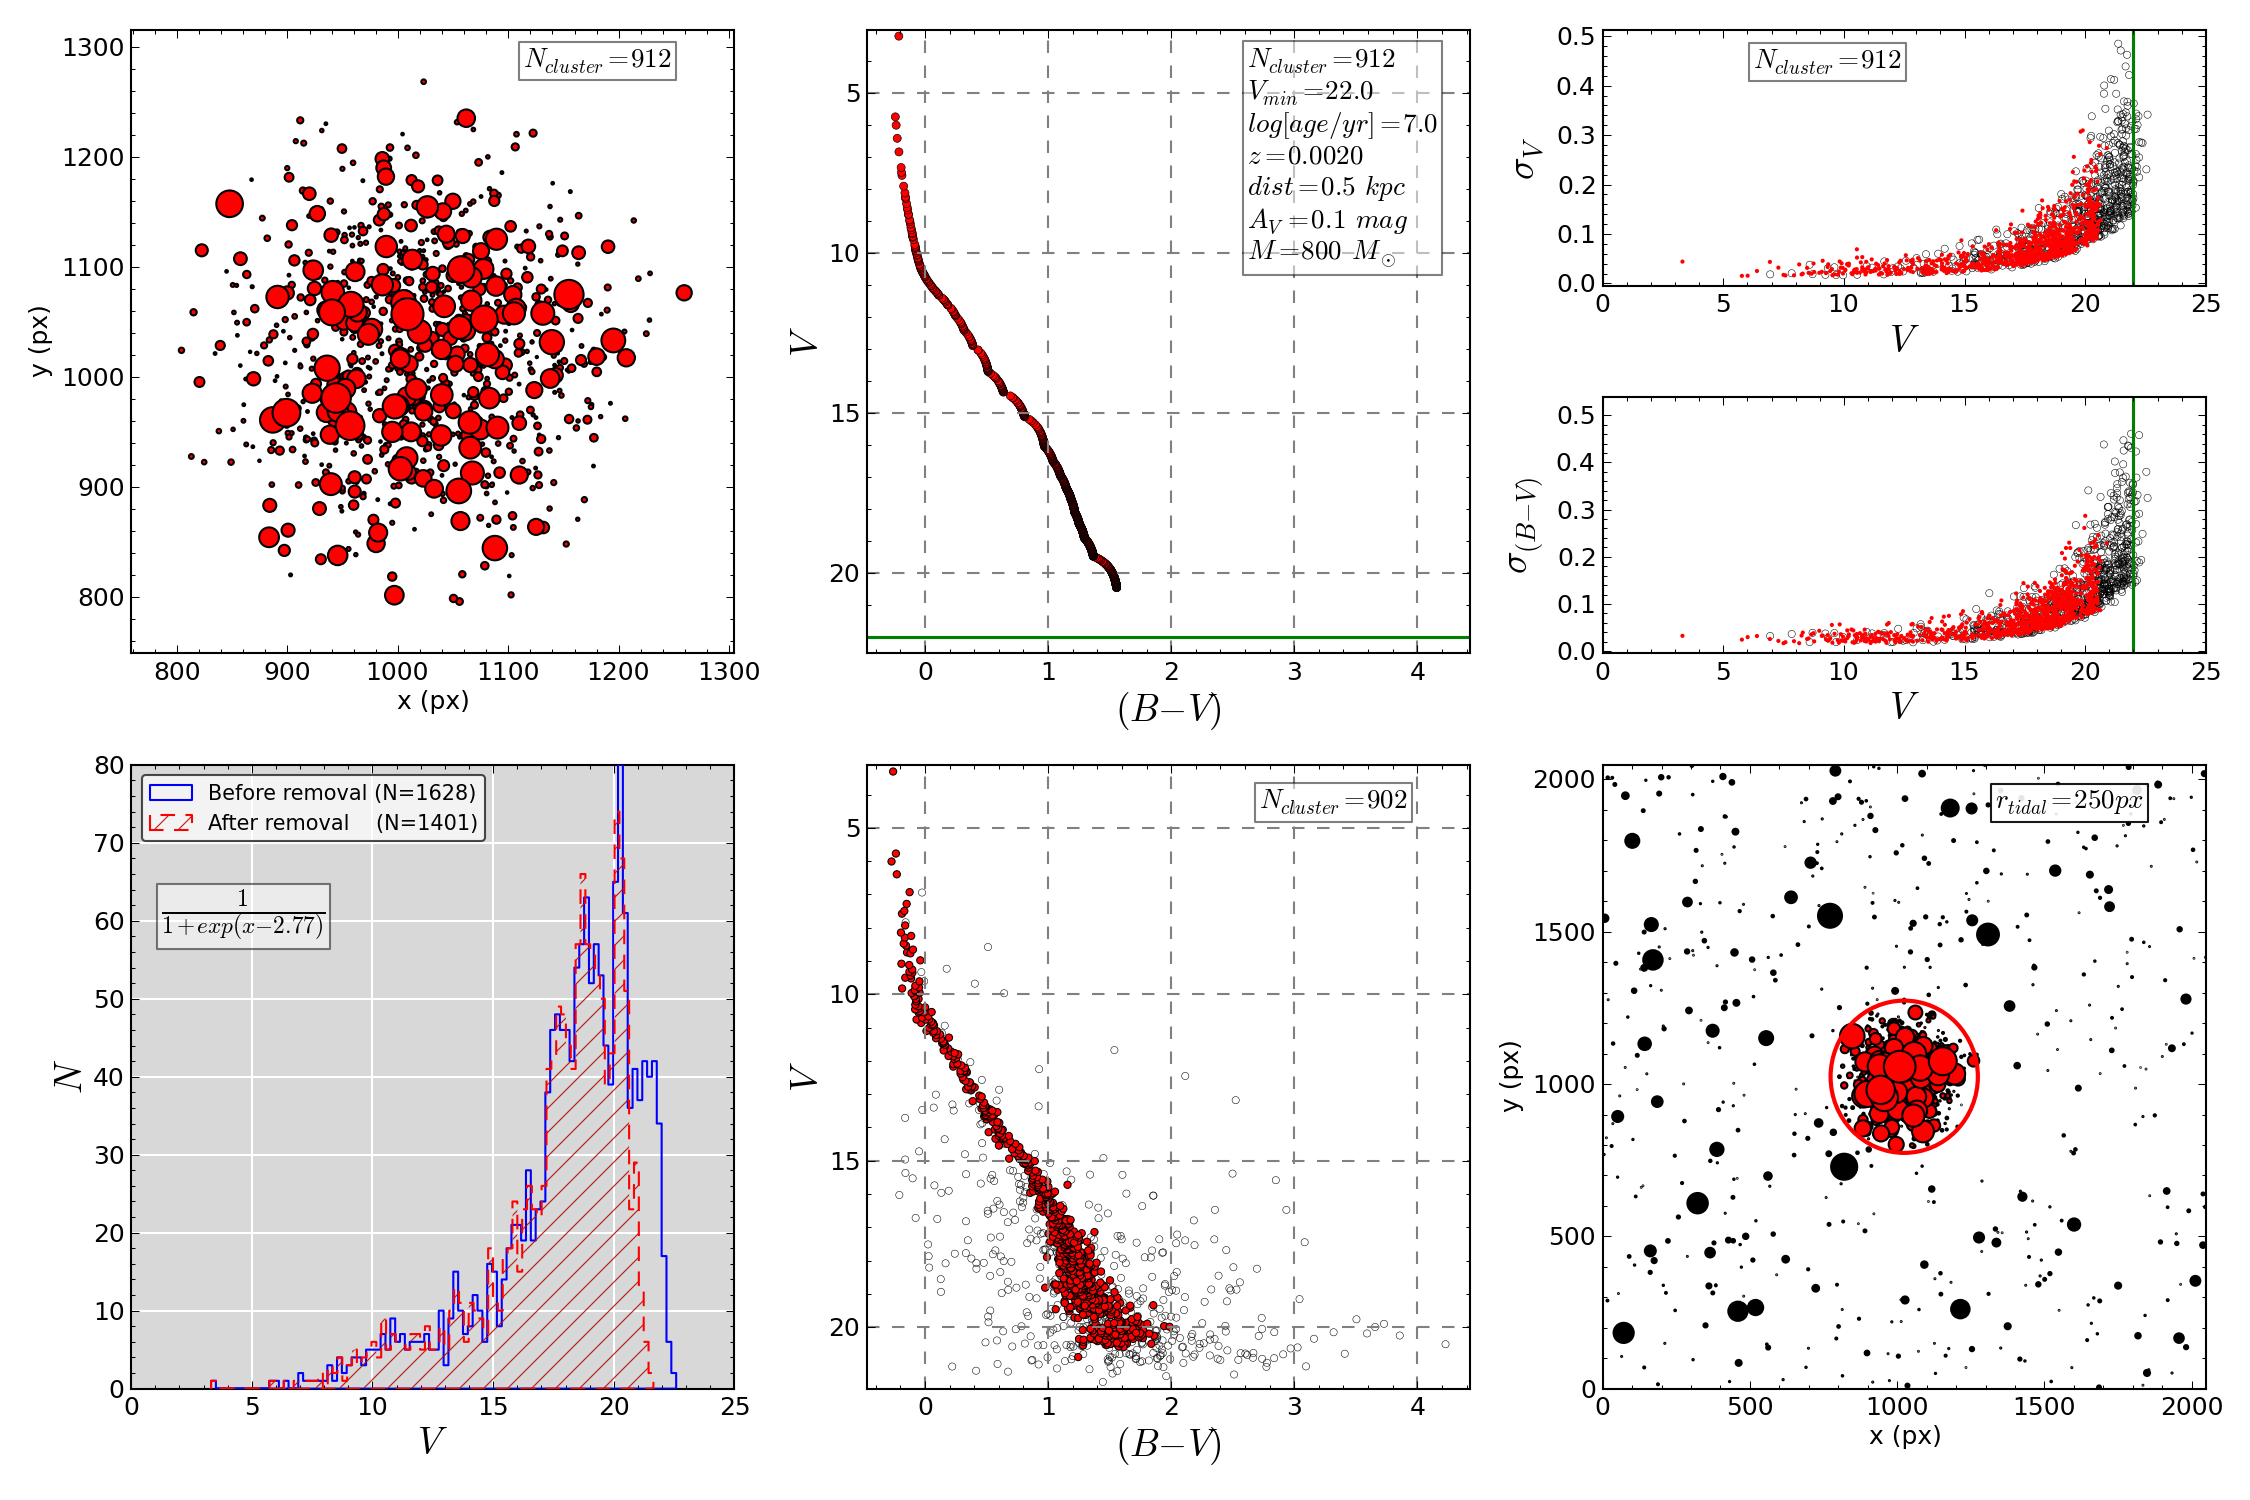 1300
1200
1100
1000
900
800
y (px)
800 900 1000 1100 1200 1300
x (px)
N_cluster=912
5
10
15
20
V
0 1 2 3 4
(B−V)
N_cluster=912
V_min=22.0
log[age/yr]=7.0
z=0.0020
dist=0.5 kpc
A_V=0.1 mag
M=800 M_⊙
0.5
0.4
0.3
0.2
0.1
0.0
σ_V
0 5 10 15 20 25
V
N_cluster=912
0.5
0.4
0.3
0.2
0.1
0.0
σ_(B−V)
0 5 10 15 20 25
V
80
70
60
50
40
30
20
10
0
N
0 5 10 15 20 25
V
Before removal (N=1628)
After removal (N=1401)
1
1+exp(x−2.77)
5
10
15
20
V
0 1 2 3 4
(B−V)
N_cluster=902
2000
1500
1000
500
0
y (px)
0 500 1000 1500 2000
x (px)
r_tidal=250px